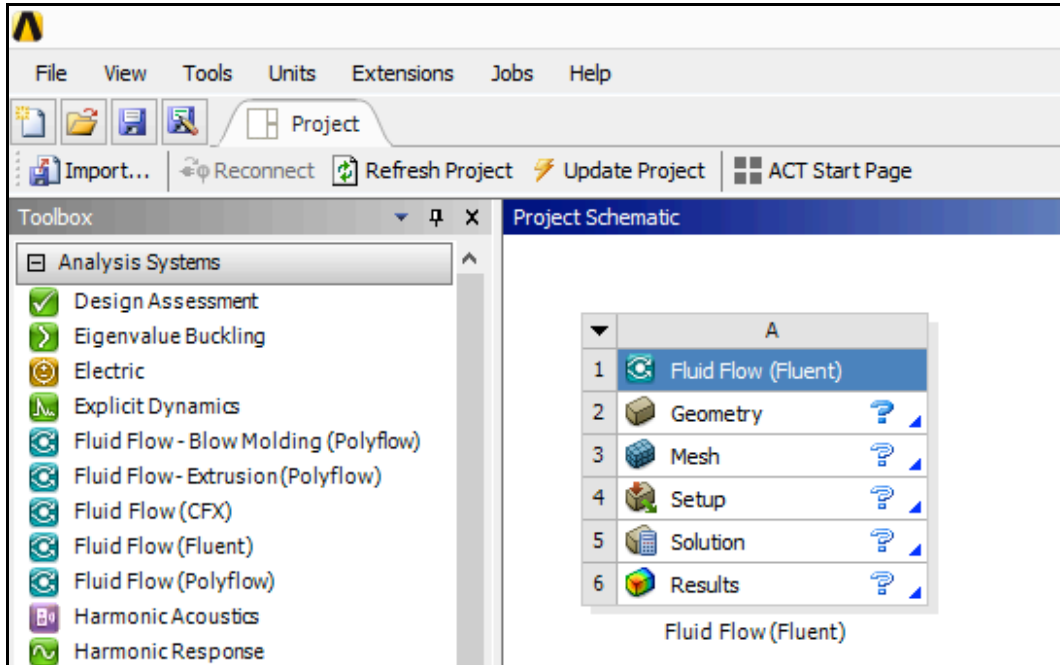 File View Tools Units Extensions Jobs Help
Project
Import... Reconnect Refresh Project Update Project ACT Start Page
Toolbox
Analysis Systems
Design Assessment
Eigenvalue Buckling
Electric
Explicit Dynamics
Fluid Flow - Blow Molding (Polyflow)
Fluid Flow - Extrusion (Polyflow)
Fluid Flow (CFX)
Fluid Flow (Fluent)
Fluid Flow (Polyflow)
Harmonic Acoustics
Harmonic Response
Project Schematic
A
1 Fluid Flow (Fluent)
2 Geometry ?
3 Mesh ?
4 Setup ?
5 Solution ?
6 Results ?
Fluid Flow (Fluent)